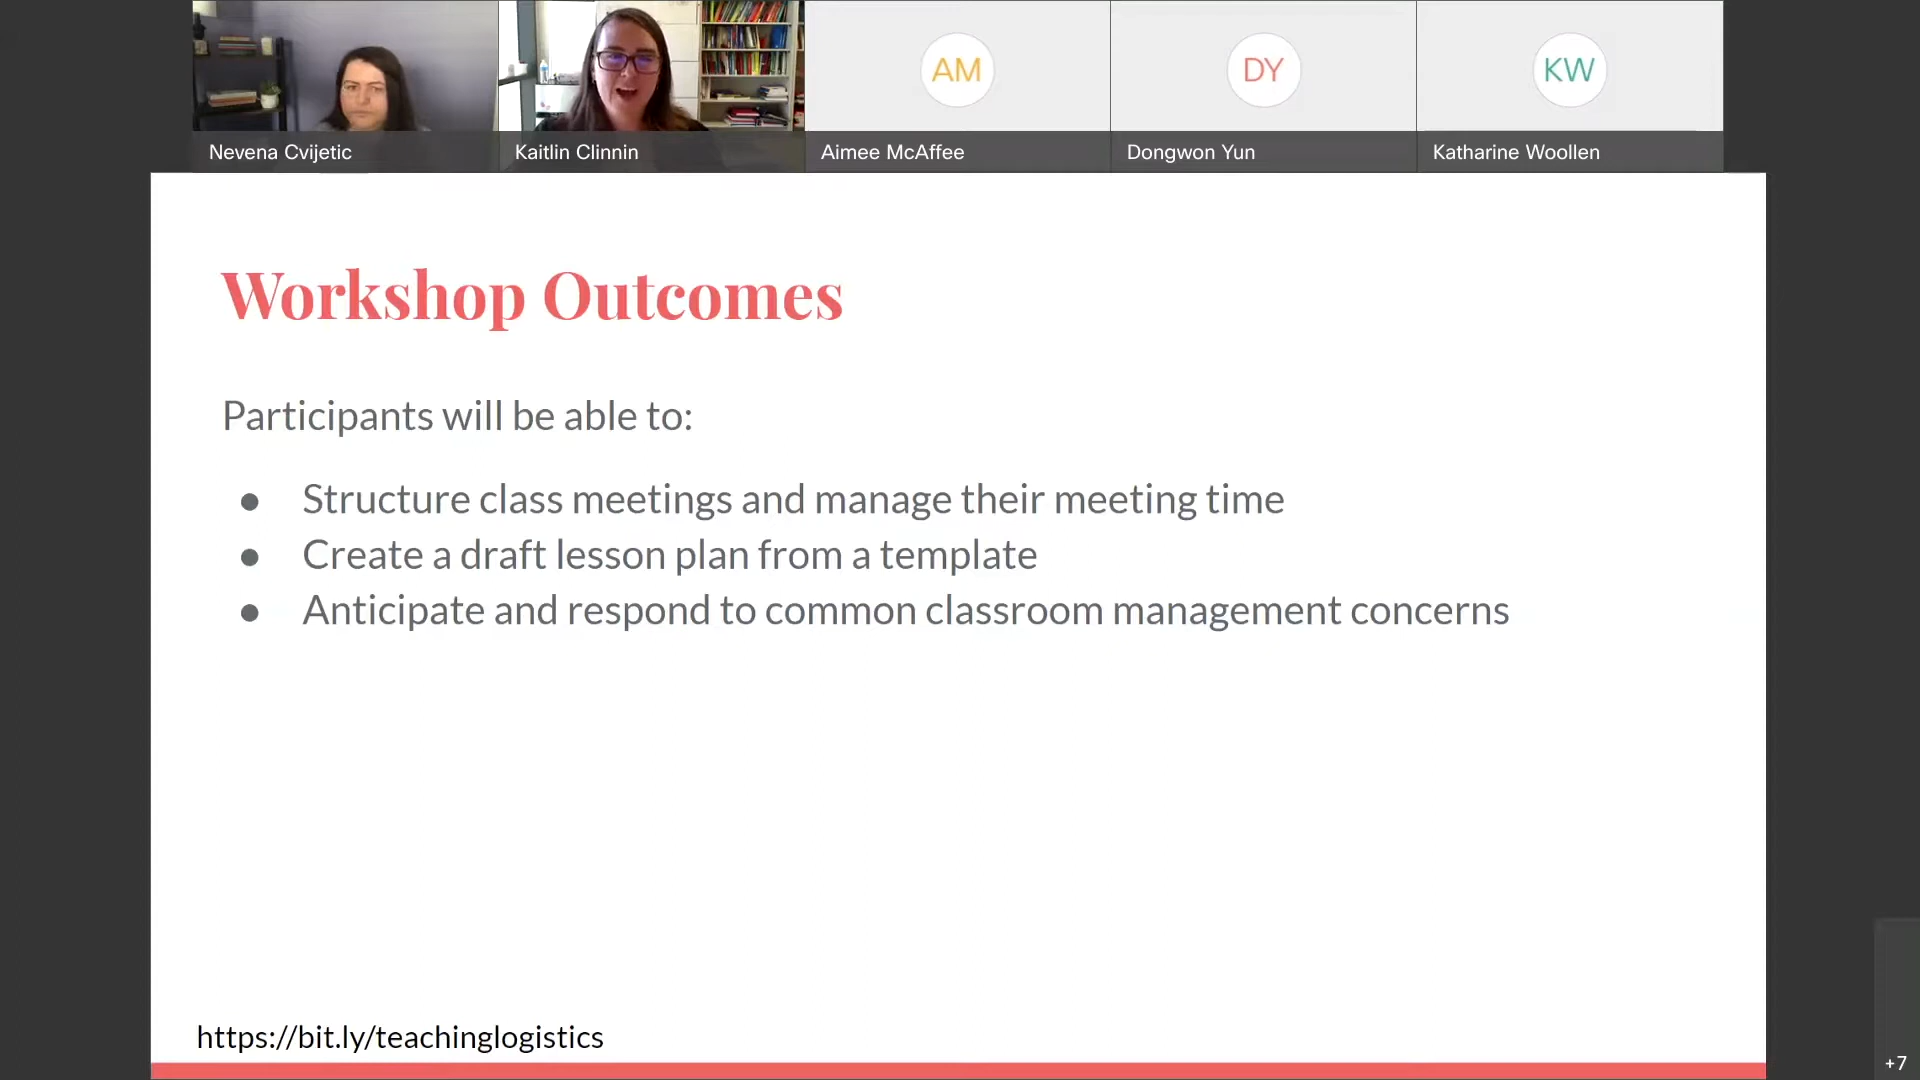 AM
DY
KW
Nevena Cvijetic
Kaitlin Clinnin
Aimee McAffee
Dongwon Yun
Katharine Woollen
Workshop Outcomes
Participants will be able to:
● Structure class meetings and manage their meeting time
● Create a draft lesson plan from a template
● Anticipate and respond to common classroom management concerns
https://bit.ly/teachinglogistics
+7